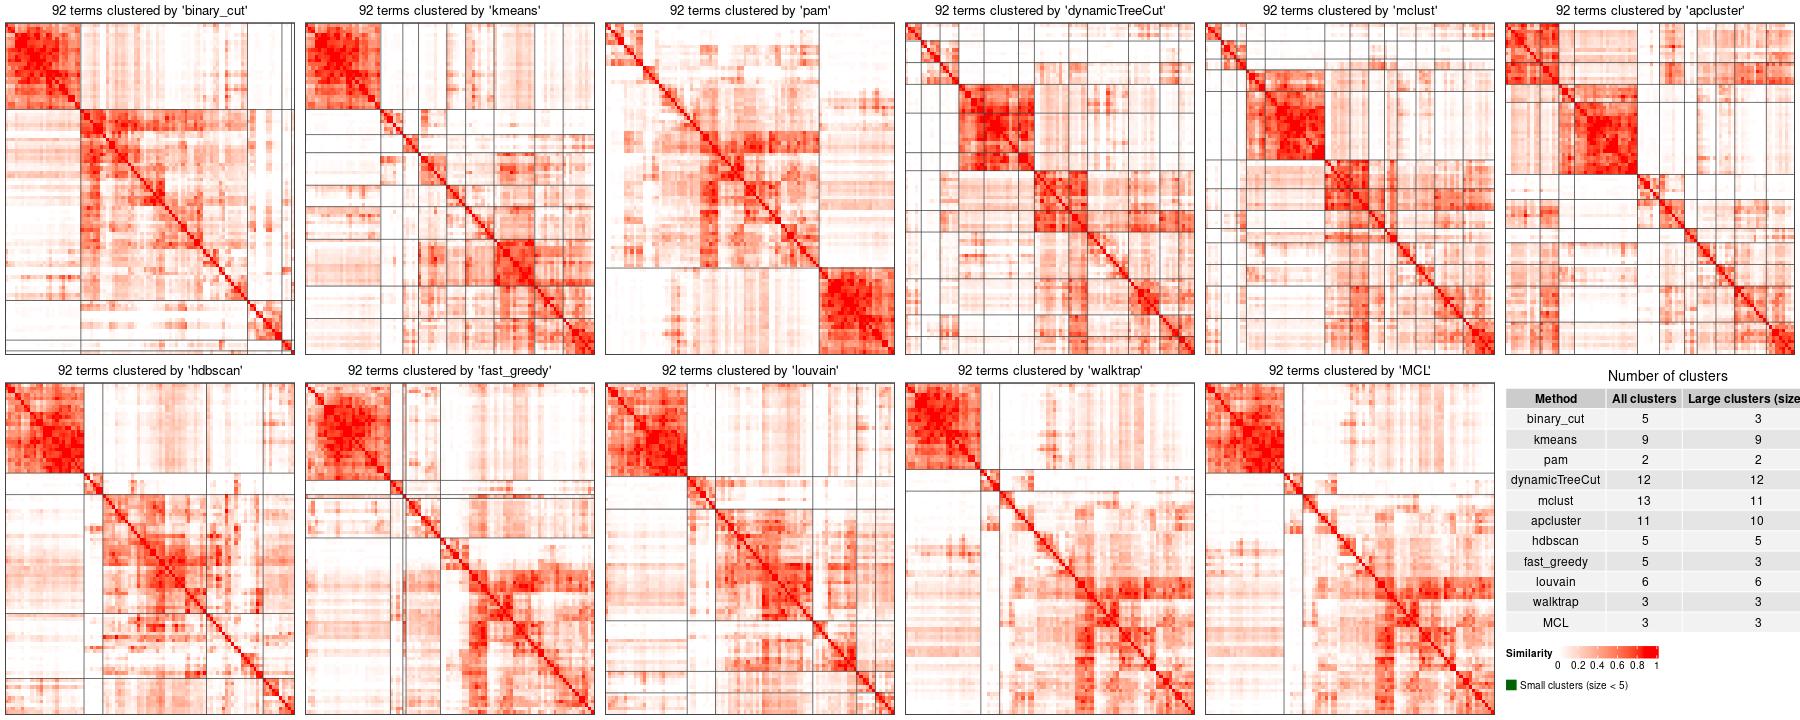 92 terms clustered by 'binary_cut'
92 terms clustered by 'kmeans'
92 terms clustered by 'pam'
92 terms clustered by 'dynamicTreeCut'
92 terms clustered by 'mclust'
92 terms clustered by 'apcluster'
92 terms clustered by 'hdbscan'
92 terms clustered by 'fast_greedy'
92 terms clustered by 'louvain'
92 terms clustered by 'walktrap'
92 terms clustered by 'MCL'
Number of clusters
Method All clusters Large clusters (size
binary_cut 5 3
kmeans 9 9
pam 2 2
dynamicTreeCut 12 12
mclust 13 11
apcluster 11 10
hdbscan 5 5
fast_greedy 5 3
louvain 6 6
walktrap 3 3
MCL 3 3
Similarity
0 0.2 0.4 0.6 0.8 1
Small clusters (size < 5)